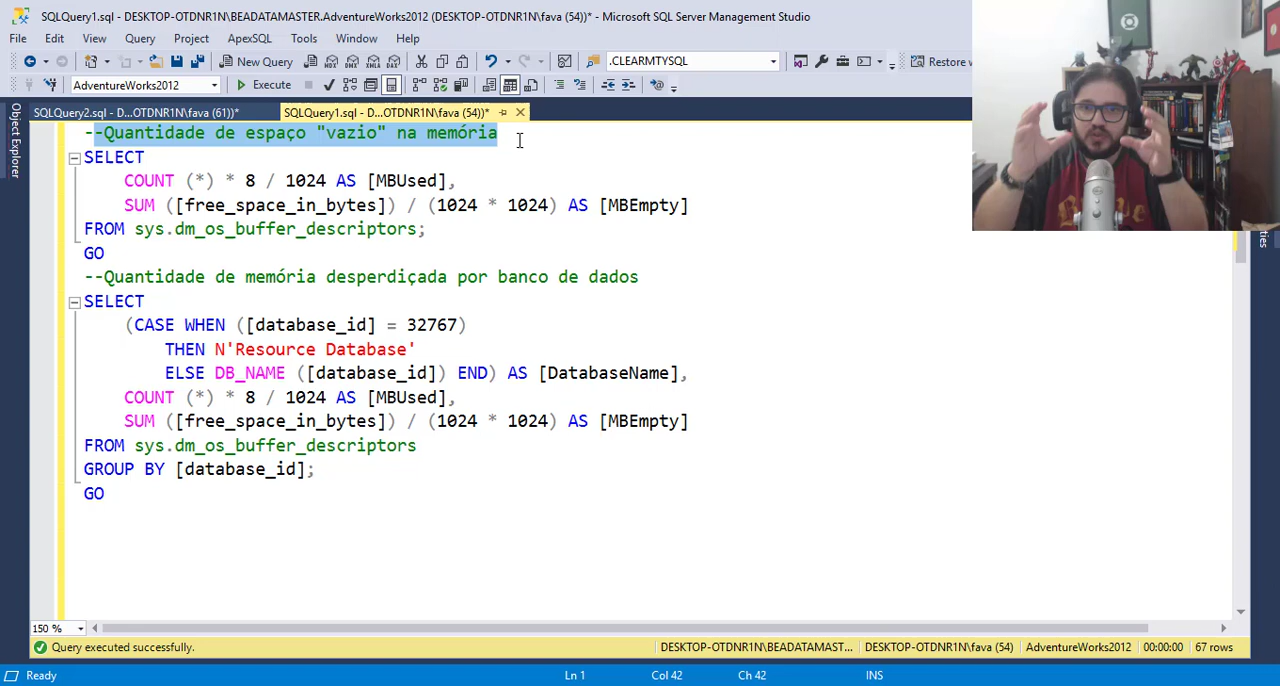 SQLQuery1.sql - DESKTOP-OTDNR1N\BEADATAMASTER.AdventureWorks2012 (DESKTOP-OTDNR1N\fava (54))* - Microsoft SQL Server Management Studio
File Edit View Query Project ApexSQL Tools Window Help
New Query .CLEARMTYSQL Restore w
AdventureWorks2012 Execute
SQLQuery2.sql - D...OTDNR1N\fava (61))* SQLQuery1.sql - D...OTDNR1N\fava (54))*
Object Explorer
--Quantidade de espaço "vazio" na memória
SELECT
COUNT (*) * 8 / 1024 AS [MBUsed],
SUM ([free_space_in_bytes]) / (1024 * 1024) AS [MBEmpty]
FROM sys.dm_os_buffer_descriptors;
GO
--Quantidade de memória desperdiçada por banco de dados
SELECT
(CASE WHEN ([database_id] = 32767)
THEN N'Resource Database'
ELSE DB_NAME ([database_id]) END) AS [DatabaseName],
COUNT (*) * 8 / 1024 AS [MBUsed],
SUM ([free_space_in_bytes]) / (1024 * 1024) AS [MBEmpty]
FROM sys.dm_os_buffer_descriptors
GROUP BY [database_id];
GO
ties
150 %
Query executed successfully. DESKTOP-OTDNR1N\BEADATAMAST... DESKTOP-OTDNR1N\fava (54) AdventureWorks2012 00:00:00 67 rows
Ready Ln 1 Col 42 Ch 42 INS